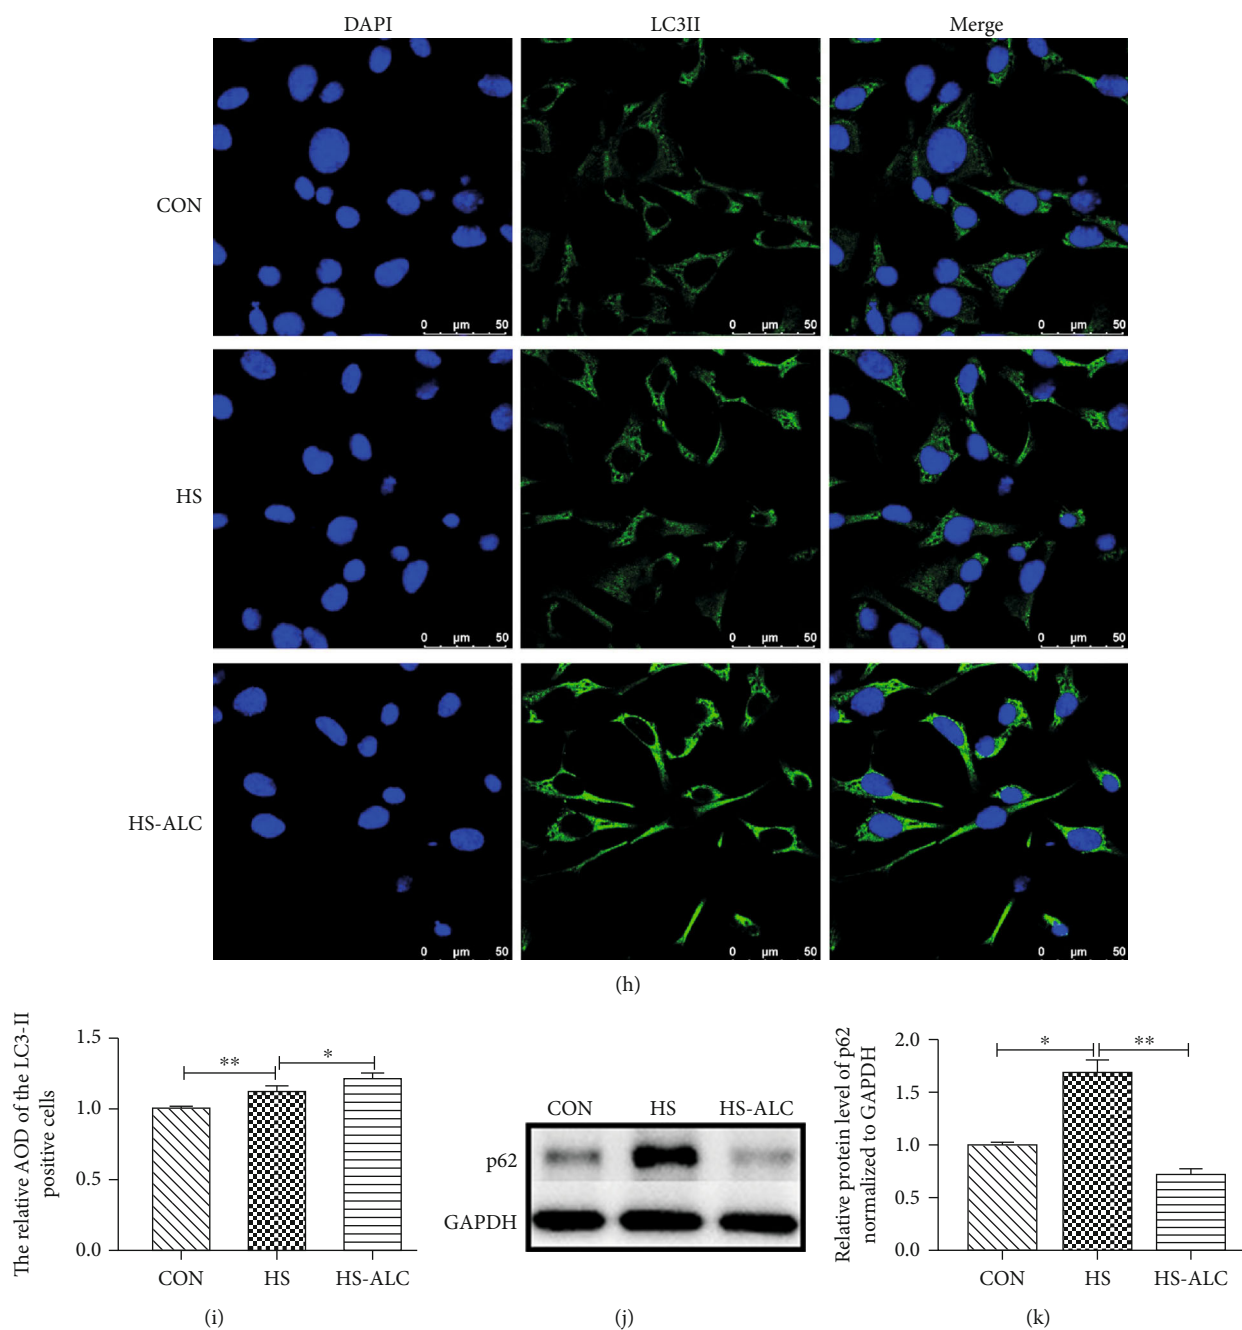 DAPI LC3II Merge
CON
0 µm 50 0 µm 50 0 µm 50
HS
0 µm 50 0 µm 50 0 µm 50
HS-ALC
0 µm 50 0 µm 50 0 µm 50
(h)
The relative AOD of the LC3-II
positive cells
1.5
1.0
0.5
0.0
** *
CON HS HS-ALC
(i)
CON HS HS-ALC
p62
GAPDH
(j)
Relative protein level of p62
normalized to GAPDH
2.0
1.5
1.0
0.5
0.0
* **
CON HS HS-ALC
(k)